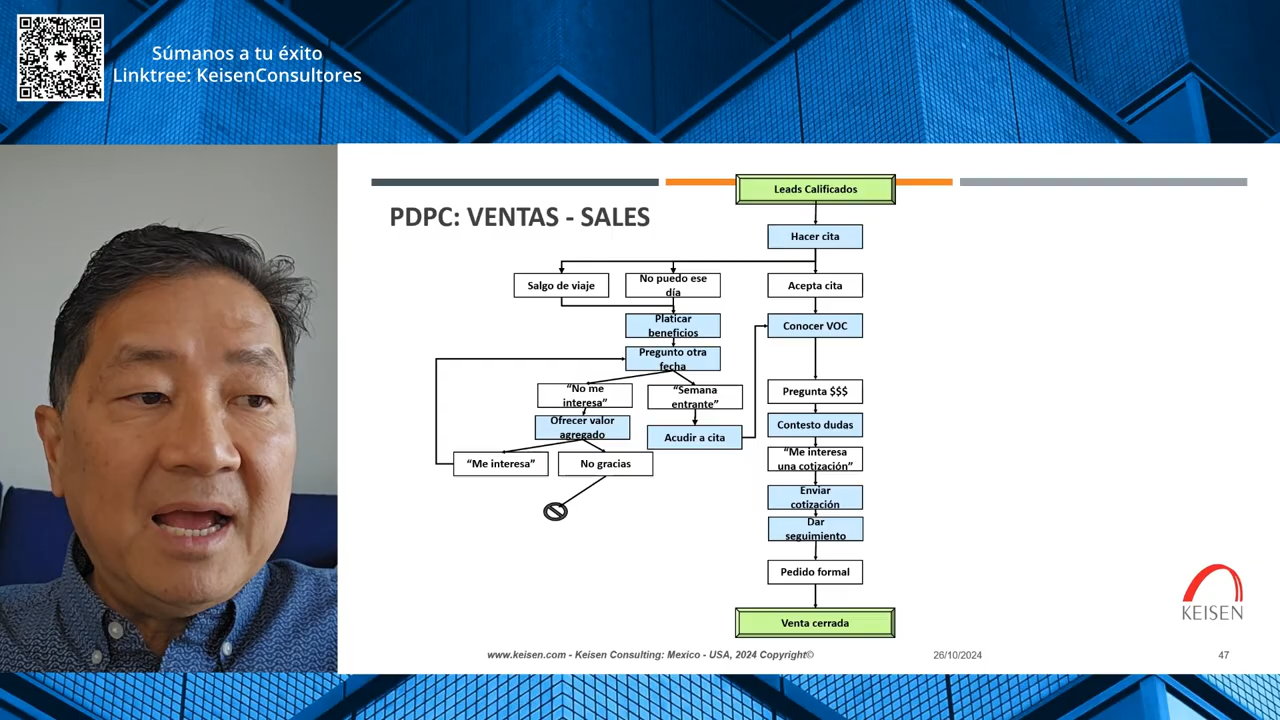 Súmanos a tu éxito
Linktree: KeisenConsultores
Leads Calificados
PDPC: VENTAS - SALES
Hacer cita
Salgo de viaje
No puedo ese
día
Acepta cita
Platicar
beneficios
Conocer VOC
Pregunto otra
fecha
“No me
interesa”
“Semana
entrante”
Pregunta $$$
Ofrecer valor
agregado
Acudir a cita
Contesto dudas
“Me interesa”
No gracias
“Me interesa
una cotización”
Enviar
cotización
Dar
seguimiento
Pedido formal
Venta cerrada
KEISEN
www.keisen.com - Keisen Consulting: Mexico - USA, 2024 Copyright©
26/10/2024
47